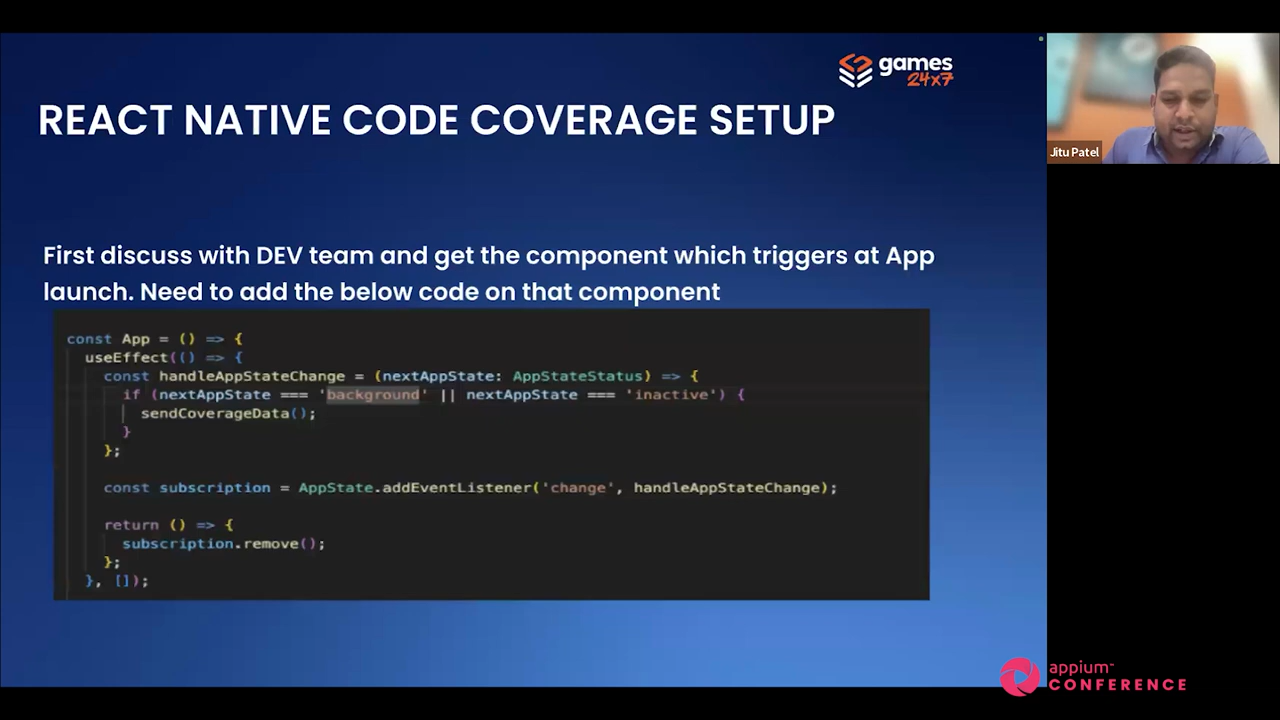 games
24x7
REACT NATIVE CODE COVERAGE SETUP
Jitu Patel
First discuss with DEV team and get the component which triggers at App
launch. Need to add the below code on that component
const App = () => {
useEffect(() => {
const handleAppStateChange = (nextAppState: AppStateStatus) => {
if (nextAppState === 'background' || nextAppState === 'inactive') {
sendCoverageData();
}
};
const subscription = AppState.addEventListener('change', handleAppStateChange);
return () => {
subscription.remove();
};
}, []);
appium
CONFERENCE